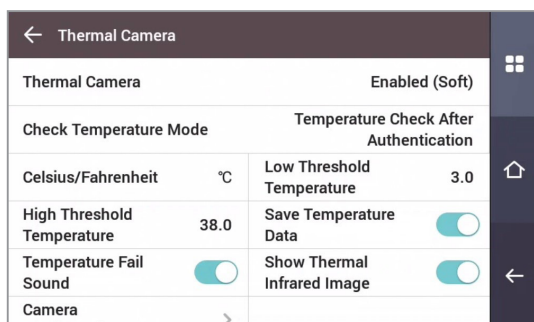 Thermal Camera
Thermal Camera Enabled (Soft)
Check Temperature Mode Temperature Check After
Authentication
Celsius/Fahrenheit °C Low Threshold
Temperature 3.0
High Threshold
Temperature 38.0 Save Temperature
Data
Temperature Fail
Sound Show Thermal
Infrared Image
Camera